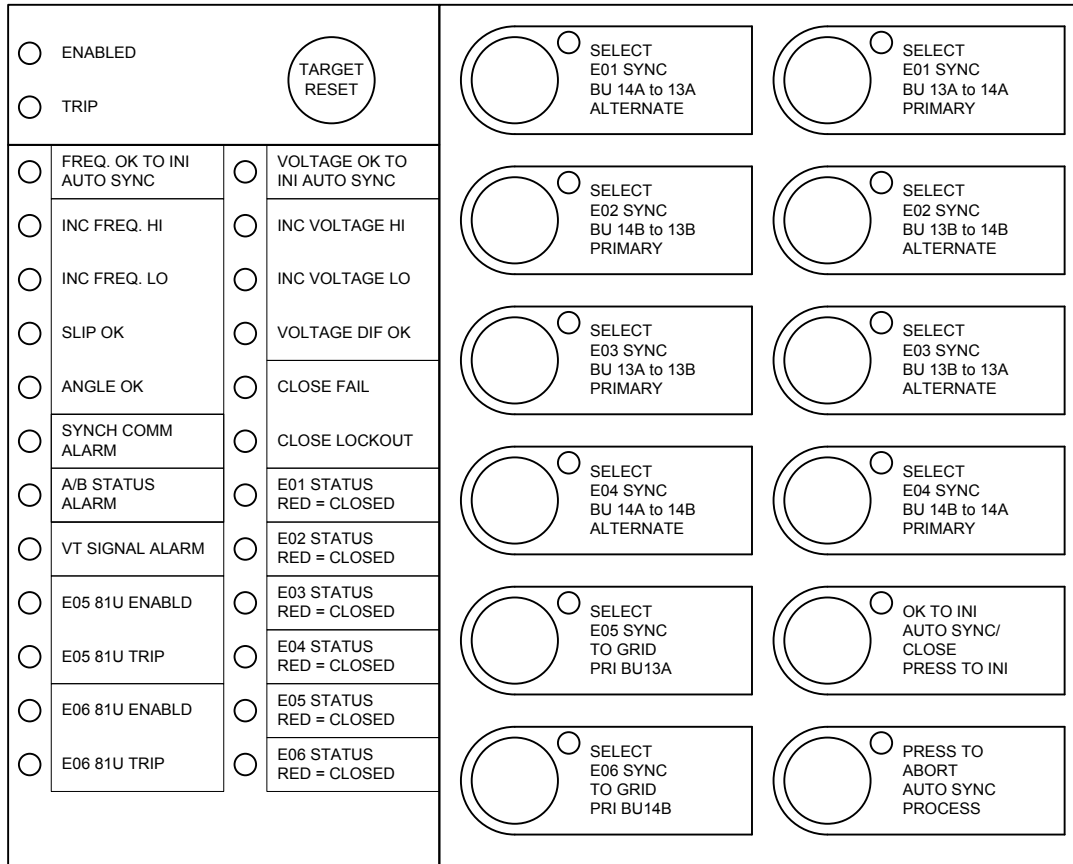 ENABLED
TRIP
TARGET
RESET
FREQ. OK TO INI
AUTO SYNC
INC FREQ. HI
INC FREQ. LO
SLIP OK
ANGLE OK
SYNCH COMM
ALARM
A/B STATUS
ALARM
VT SIGNAL ALARM
E05 81U ENABLD
E05 81U TRIP
E06 81U ENABLD
E06 81U TRIP
VOLTAGE OK TO
INI AUTO SYNC
INC VOLTAGE HI
INC VOLTAGE LO
VOLTAGE DIF OK
CLOSE FAIL
CLOSE LOCKOUT
E01 STATUS
RED = CLOSED
E02 STATUS
RED = CLOSED
E03 STATUS
RED = CLOSED
E04 STATUS
RED = CLOSED
E05 STATUS
RED = CLOSED
E06 STATUS
RED = CLOSED
SELECT
E01 SYNC
BU 14A to 13A
ALTERNATE
SELECT
E01 SYNC
BU 13A to 14A
PRIMARY
SELECT
E02 SYNC
BU 14B to 13B
PRIMARY
SELECT
E02 SYNC
BU 13B to 14B
ALTERNATE
SELECT
E03 SYNC
BU 13A to 13B
PRIMARY
SELECT
E03 SYNC
BU 13B to 13A
ALTERNATE
SELECT
E04 SYNC
BU 14A to 14B
ALTERNATE
SELECT
E04 SYNC
BU 14B to 14A
PRIMARY
SELECT
E05 SYNC
TO GRID
PRI BU13A
OK TO INI
AUTO SYNC/
CLOSE
PRESS TO INI
SELECT
E06 SYNC
TO GRID
PRI BU14B
PRESS TO
ABORT
AUTO SYNC
PROCESS